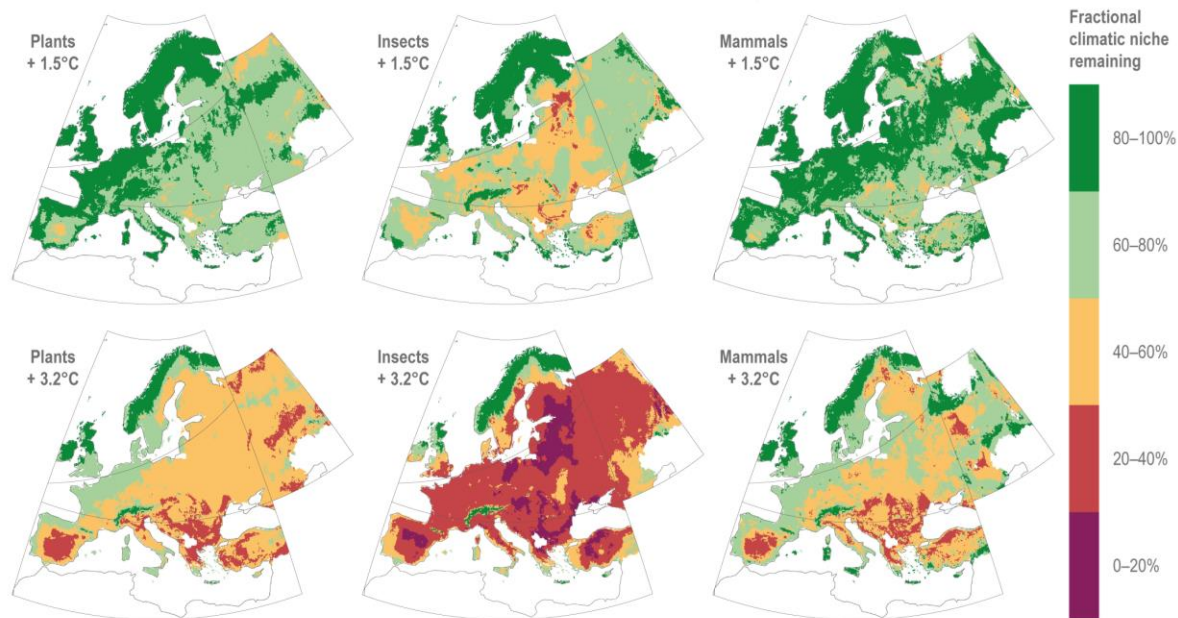 Plants
+ 1.5°C
Insects
+ 1.5°C
Mammals
+ 1.5°C
Plants
+ 3.2°C
Insects
+ 3.2°C
Mammals
+ 3.2°C
Fractional
climatic niche
remaining
80–100%
60–80%
40–60%
20–40%
0–20%